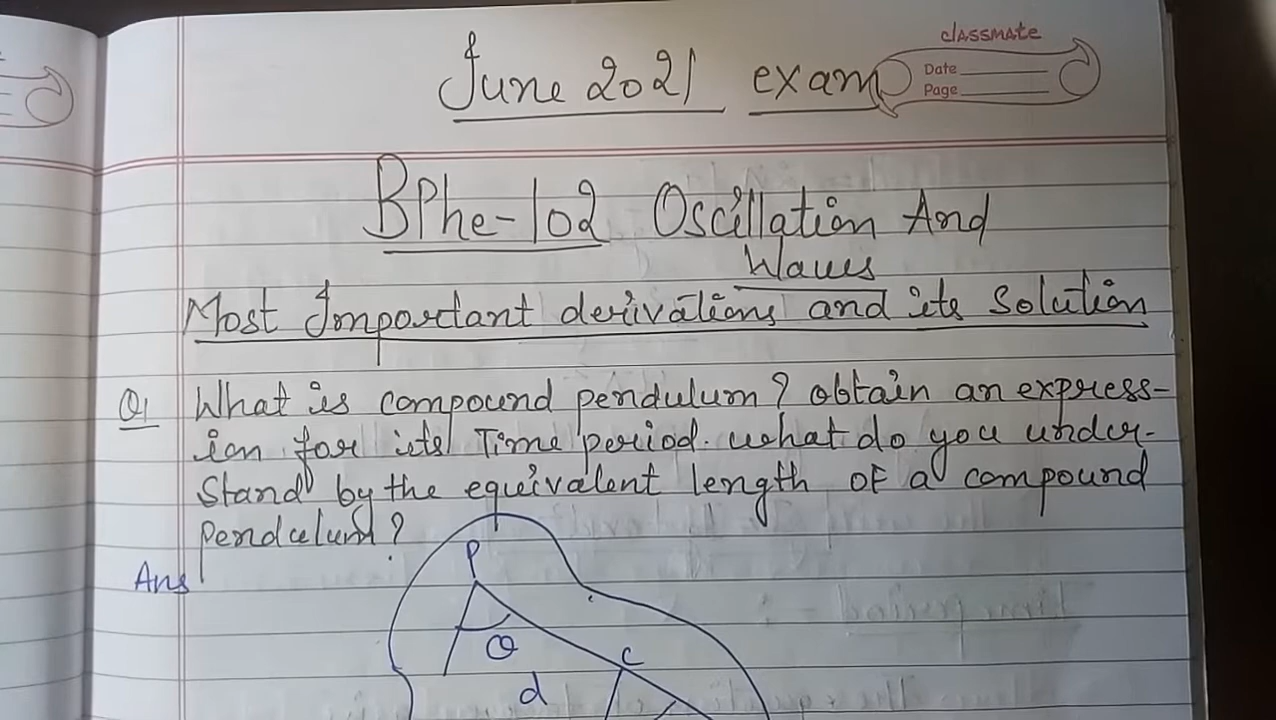 June 2021 exam
classmate
Date
Page
BPhe-102 Oscillation And
Waves
Most Important derivations and its Solution
Q1 What is compound pendulum? obtain an express-
ion for its Time period. what do you under-
stand by the equivalent length of a compound
pendulum?
Ans
P
θ
C
d